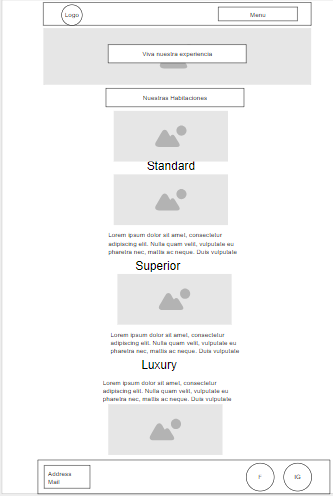 Logo
Menu
Viva nuestra experiencia
Nuestras Habitaciones
Standard
Lorem ipsum dolor sit amet, consectetur
adipiscing elit. Nulla quam velit, vulputate eu
pharetra nec, mattis ac neque. Duis vulputate
Superior
Lorem ipsum dolor sit amet, consectetur
adipiscing elit. Nulla quam velit, vulputate eu
pharetra nec, mattis ac neque. Duis vulputate
Luxury
Lorem ipsum dolor sit amet, consectetur
adipiscing elit. Nulla quam velit, vulputate eu
pharetra nec, mattis ac neque. Duis vulputate
Address
Mail
F
IG